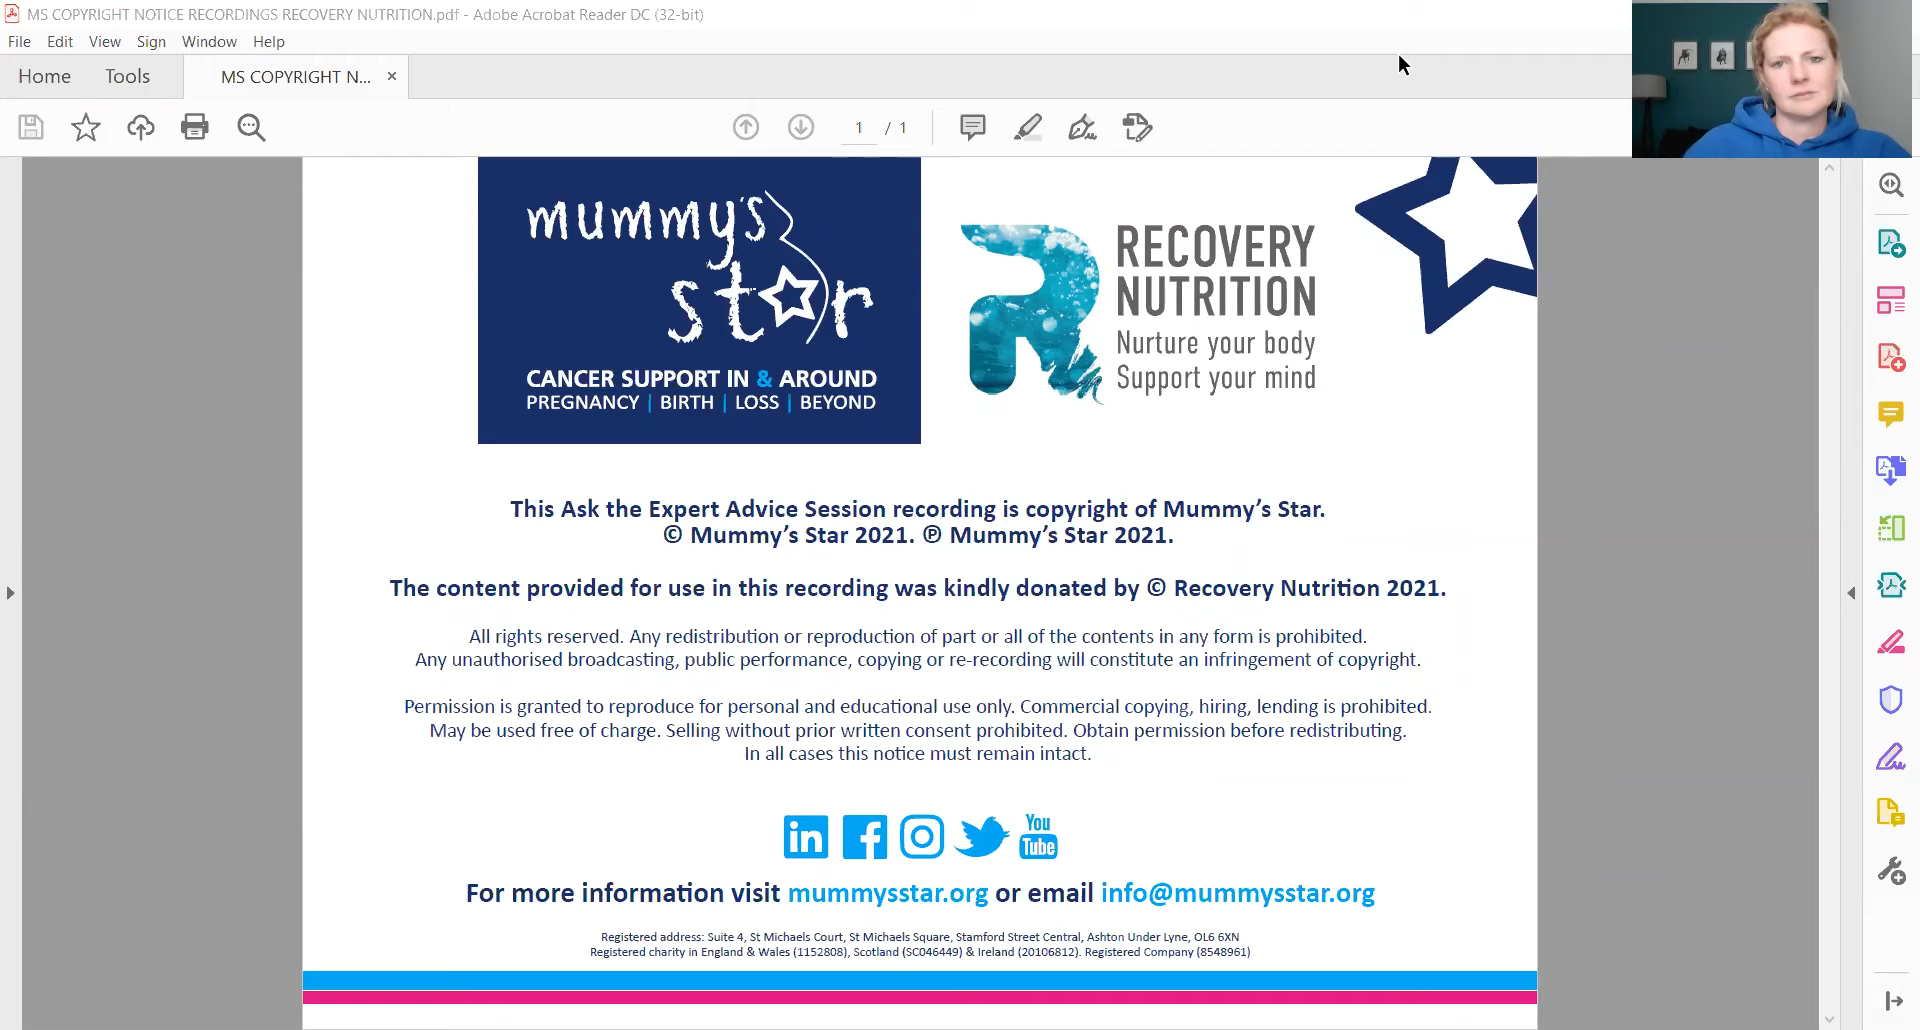 MS COPYRIGHT NOTICE RECORDINGS RECOVERY NUTRITION.pdf - Adobe Acrobat Reader DC (32-bit)
File Edit View Sign Window Help
Home Tools MS COPYRIGHT N... ×
1 / 1
mummy's
star
CANCER SUPPORT IN & AROUND
PREGNANCY | BIRTH | LOSS | BEYOND
RECOVERY
NUTRITION
Nurture your body
Support your mind
This Ask the Expert Advice Session recording is copyright of Mummy’s Star.
© Mummy’s Star 2021. ℗ Mummy’s Star 2021.
The content provided for use in this recording was kindly donated by © Recovery Nutrition 2021.
All rights reserved. Any redistribution or reproduction of part or all of the contents in any form is prohibited.
Any unauthorised broadcasting, public performance, copying or re-recording will constitute an infringement of copyright.
Permission is granted to reproduce for personal and educational use only. Commercial copying, hiring, lending is prohibited.
May be used free of charge. Selling without prior written consent prohibited. Obtain permission before redistributing.
In all cases this notice must remain intact.
in f You
Tube
For more information visit mummysstar.org or email info@mummysstar.org
Registered address: Suite 4, St Michaels Court, St Michaels Square, Stamford Street Central, Ashton Under Lyne, OL6 6XN
Registered charity in England & Wales (1152808), Scotland (SC046449) & Ireland (20106812). Registered Company (8548961)